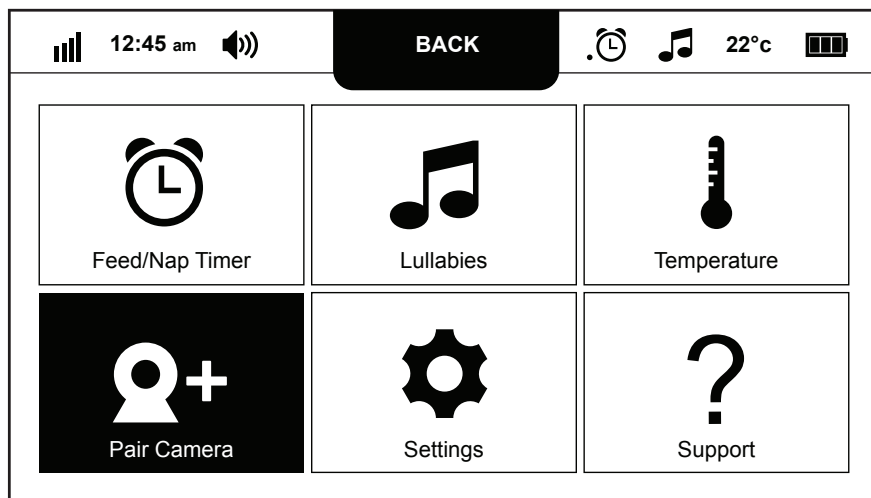 12:45 am BACK 22°c
Feed/Nap Timer Lullabies Temperature
Pair Camera Settings Support